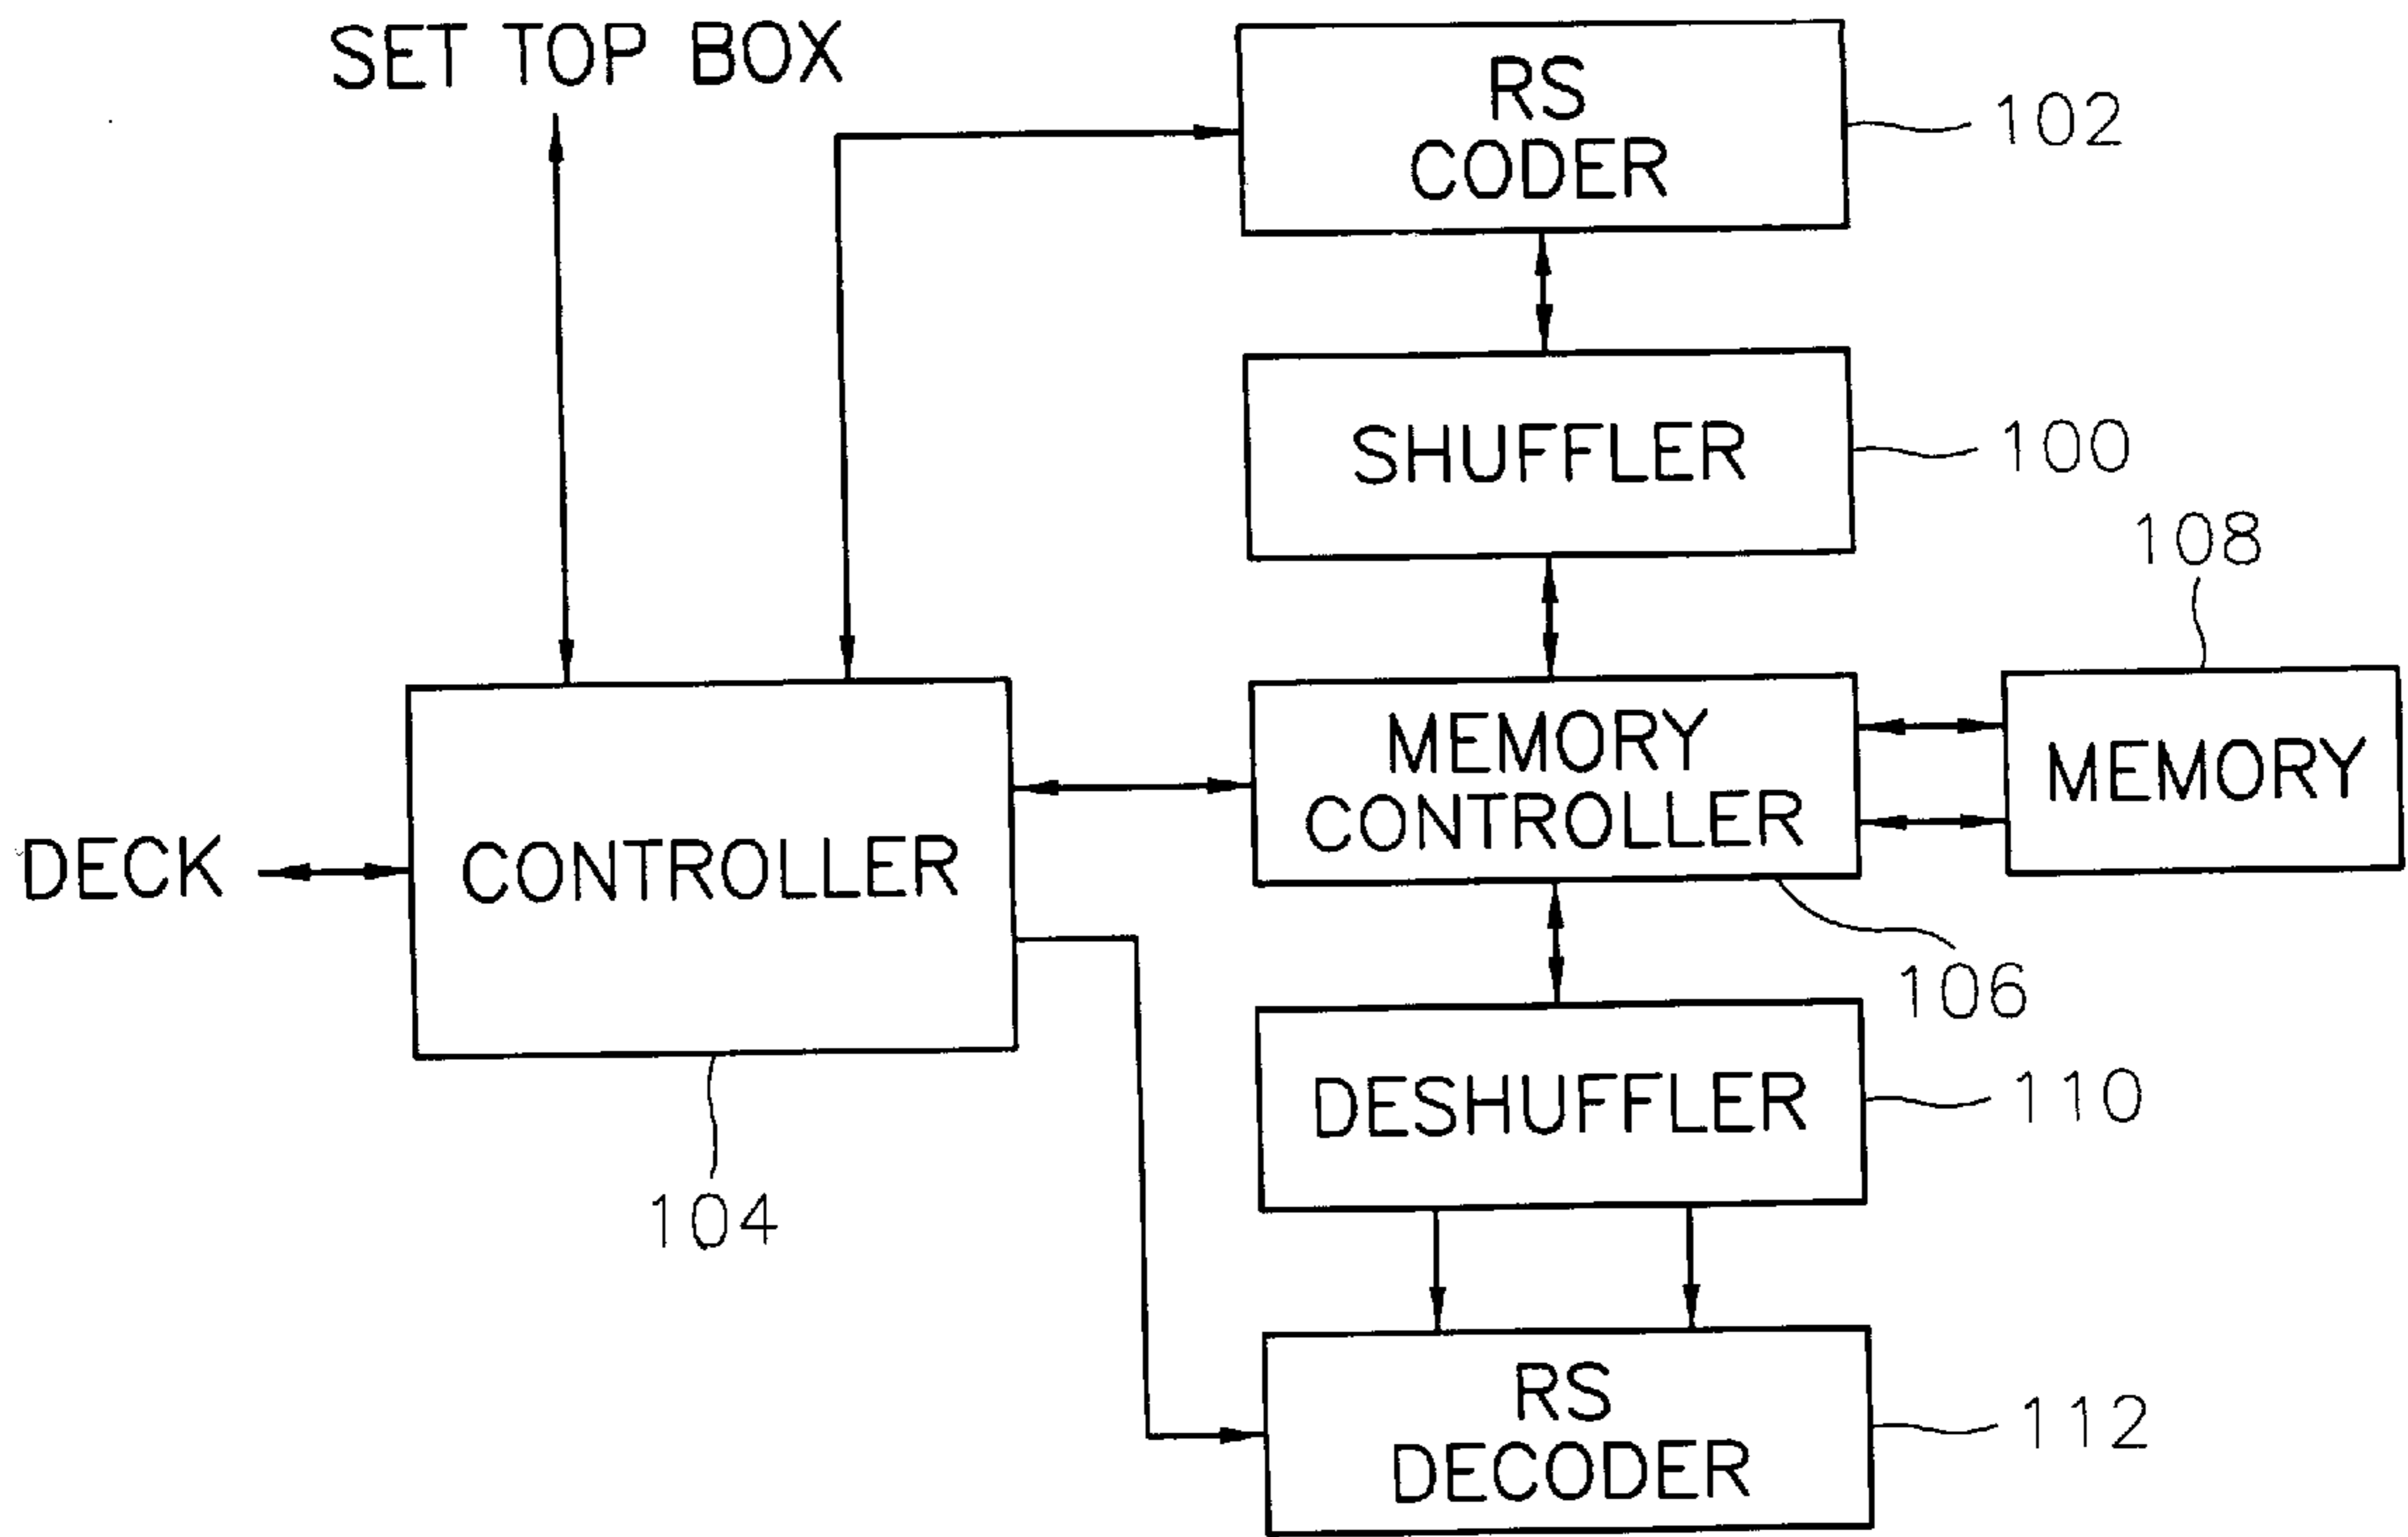 SET TOP BOX
RS
CODER
102
SHUFFLER
100
108
MEMORY
CONTROLLER
MEMORY
DECK
CONTROLLER
106
DESHUFFLER
110
104
RS
DECODER
112